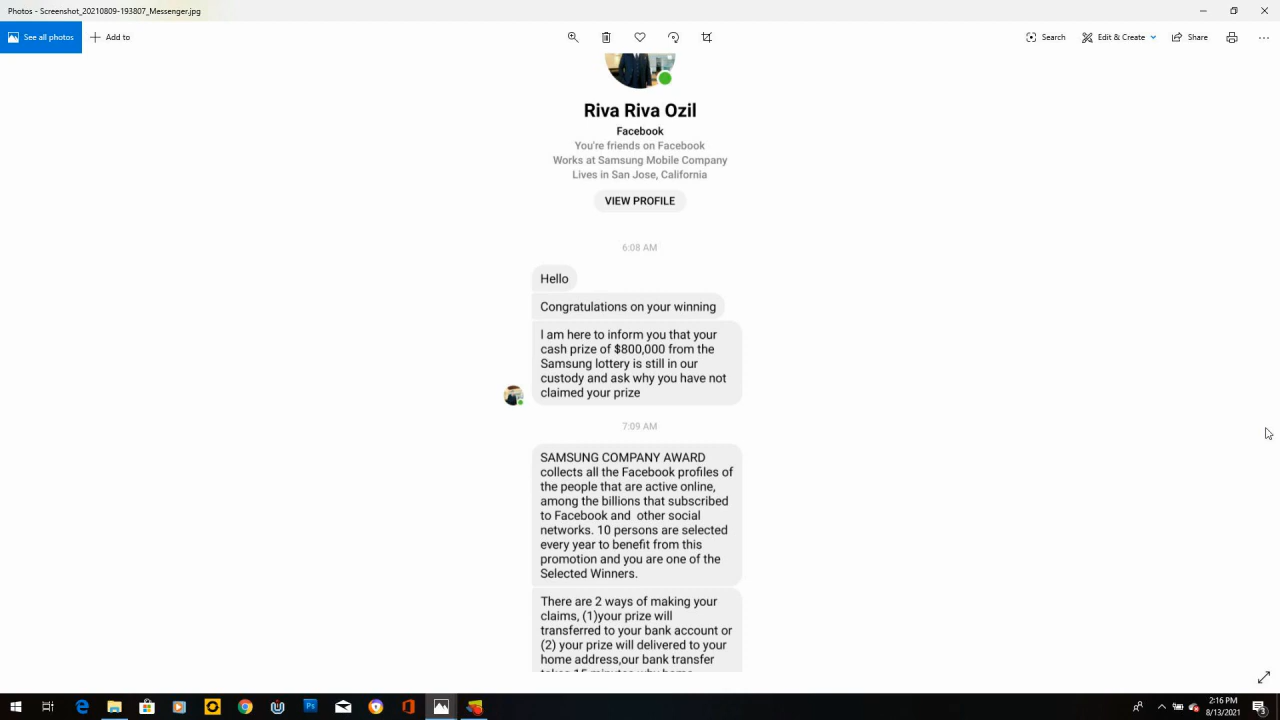 Photos - Screenshot_20210809-193807_Messenger.jpg
See all photos
Add to
Search
Edit & Create
Share
Riva Riva Ozil
Facebook
You're friends on Facebook
Works at Samsung Mobile Company
Lives in San Jose, California
VIEW PROFILE
6:08 AM
Hello
Congratulations on your winning
I am here to inform you that your
cash prize of $800,000 from the
Samsung lottery is still in our
custody and ask why you have not
claimed your prize
7:09 AM
SAMSUNG COMPANY AWARD
collects all the Facebook profiles of
the people that are active online,
among the billions that subscribed
to Facebook and  other social
networks. 10 persons are selected
every year to benefit from this
promotion and you are one of the
Selected Winners.
There are 2 ways of making your
claims, (1)your prize will
transferred to your bank account or
(2) your prize will delivered to your
home address,our bank transfer
takes 15 minutes why home
2:16 PM
8/13/2021